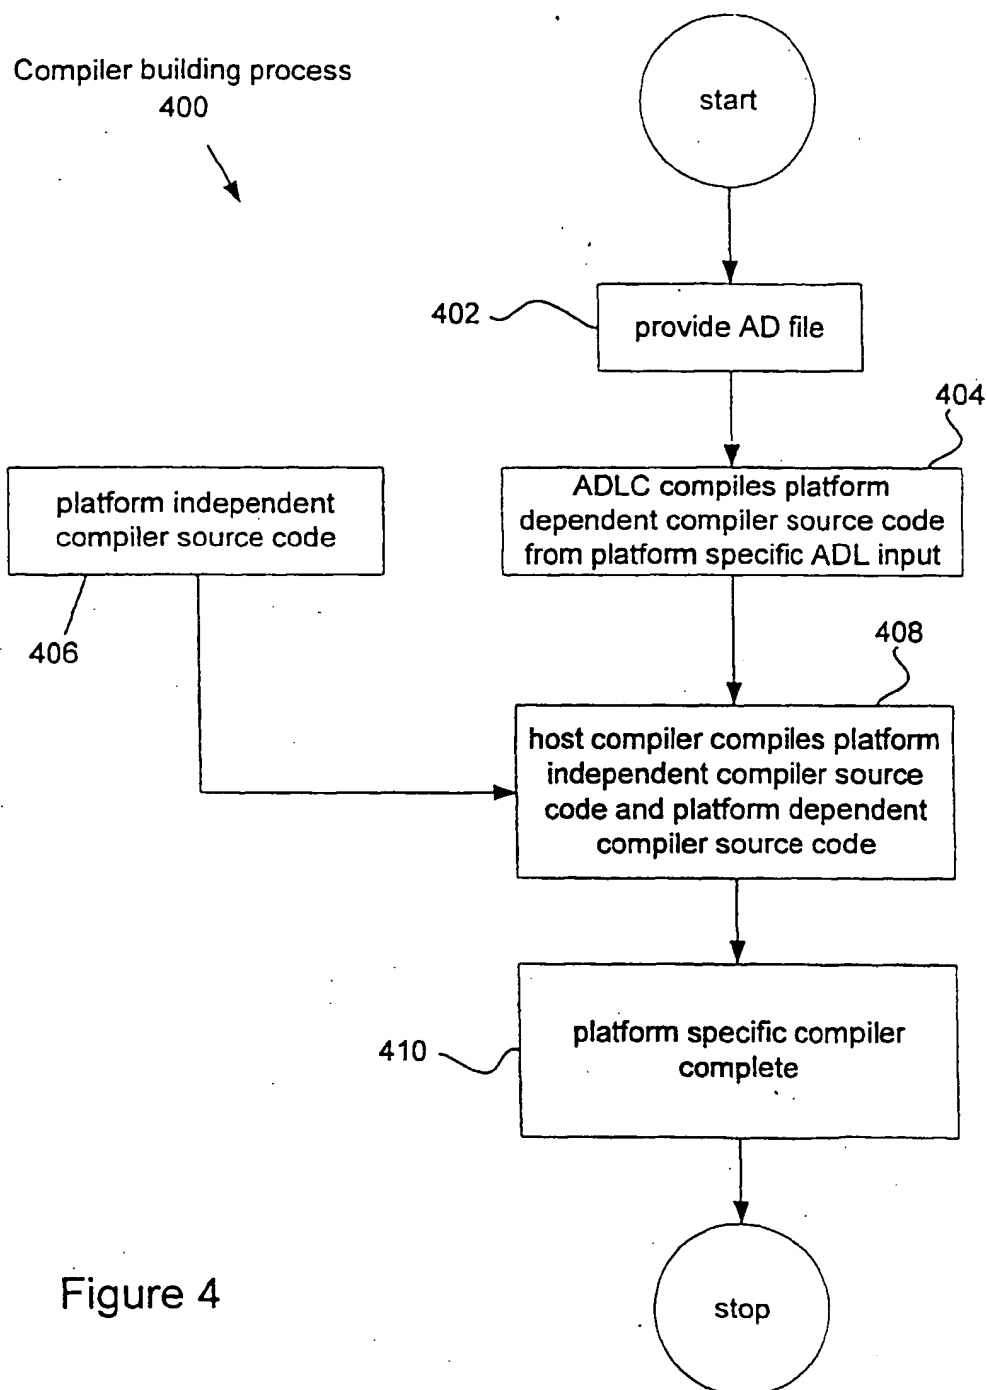 Compiler building process
400
start
402
provide AD file
404
ADLC compiles platform
dependent compiler source code
from platform specific ADL input
platform independent
compiler source code
406
408
host compiler compiles platform
independent compiler source
code and platform dependent
compiler source code
410
platform specific compiler
complete
Figure 4
stop